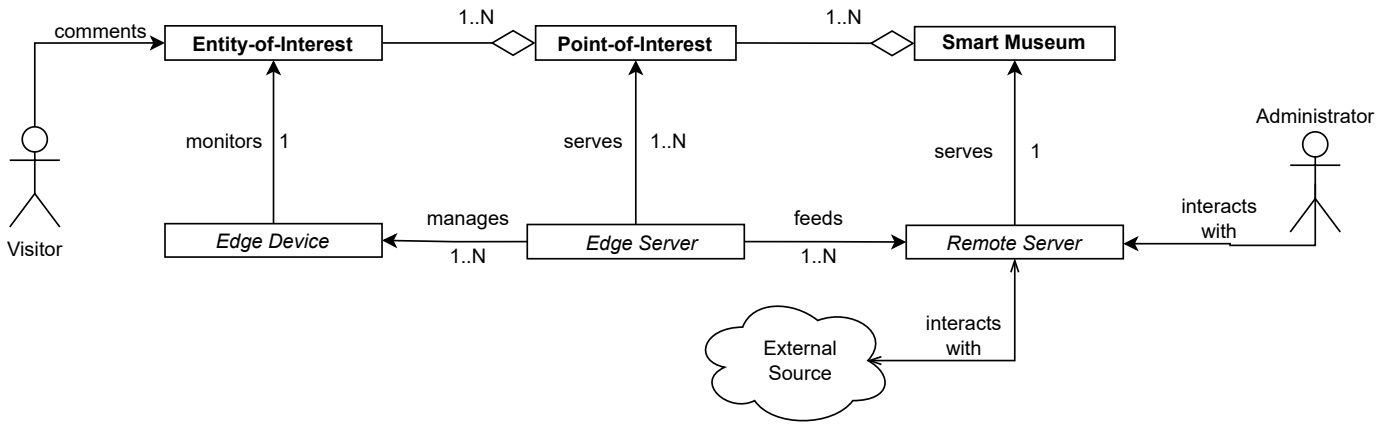 comments
1..N
1..N
Entity-of-Interest
Point-of-Interest
Smart Museum
Administrator
monitors
1
serves
1..N
serves
1
interacts
with
Visitor
manages
feeds
Edge Device
Edge Server
Remote Server
1..N
1..N
interacts
with
External
Source